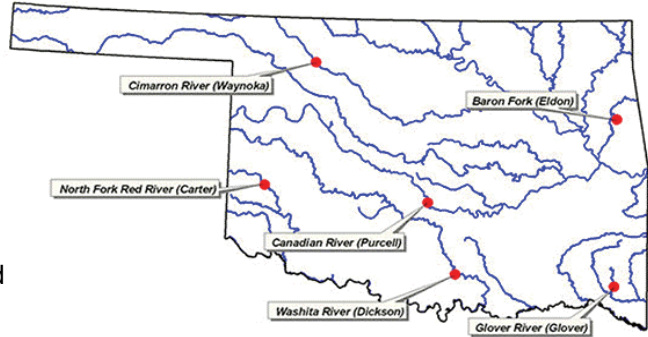 Cimarron River (Waynoka)
Baron Fork (Eldon)
North Fork Red River (Carter)
Canadian River (Purcell)
d
Washita River (Dickson)
Glover River (Glover)